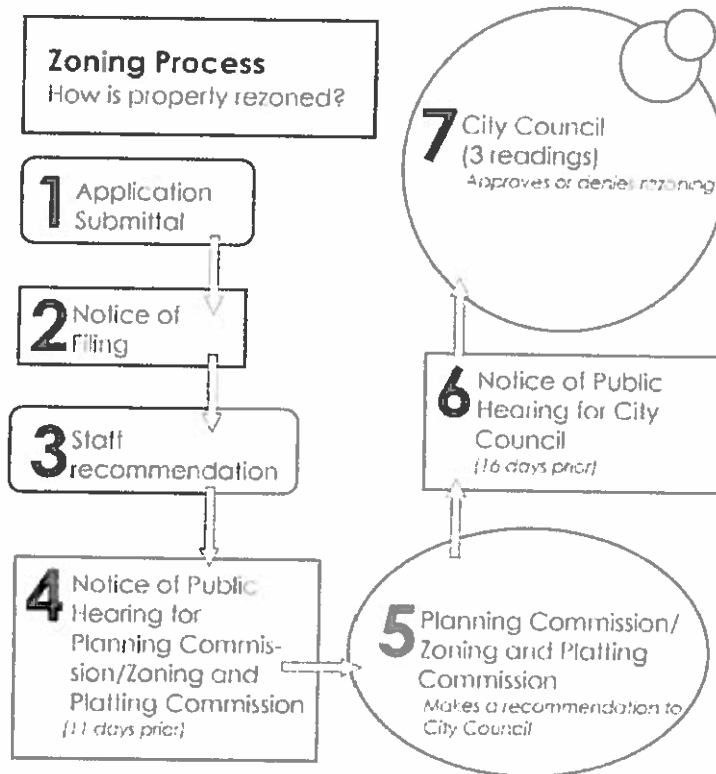 Zoning Process
How is property rezoned?
1 Application
Submittal
2 Notice of
Filing
3 Staff
recommendation
4 Notice of Public
Hearing for
Planning Commis-
sion/Zoning and
Platting Commission
(11 days prior)
5 Planning Commission/
Zoning and Platting
Commission
Makes a recommendation to
City Council
6 Notice of Public
Hearing for City
Council
(16 days prior)
7 City Council
(3 readings)
Approves or denies rezoning